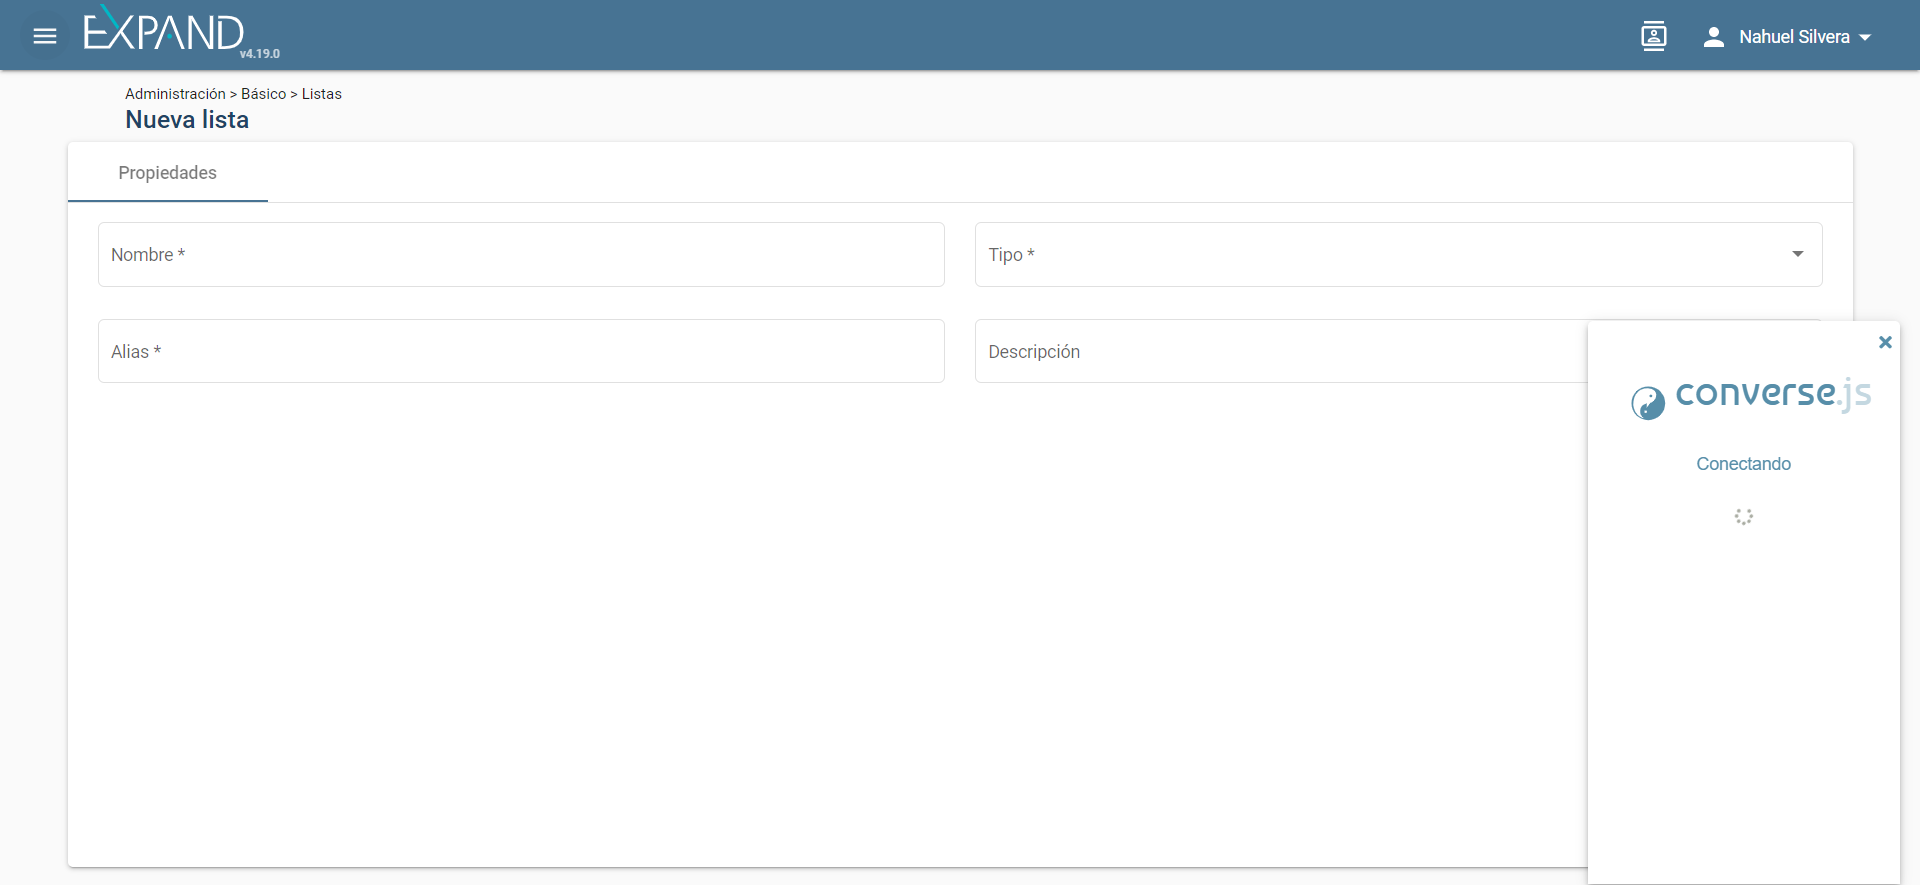 EXPAND
v4.19.0
Nahuel Silvera
Administración > Básico > Listas
Nueva lista
Propiedades
Nombre *
Tipo *
Alias *
Descripción
converse.js
Conectando